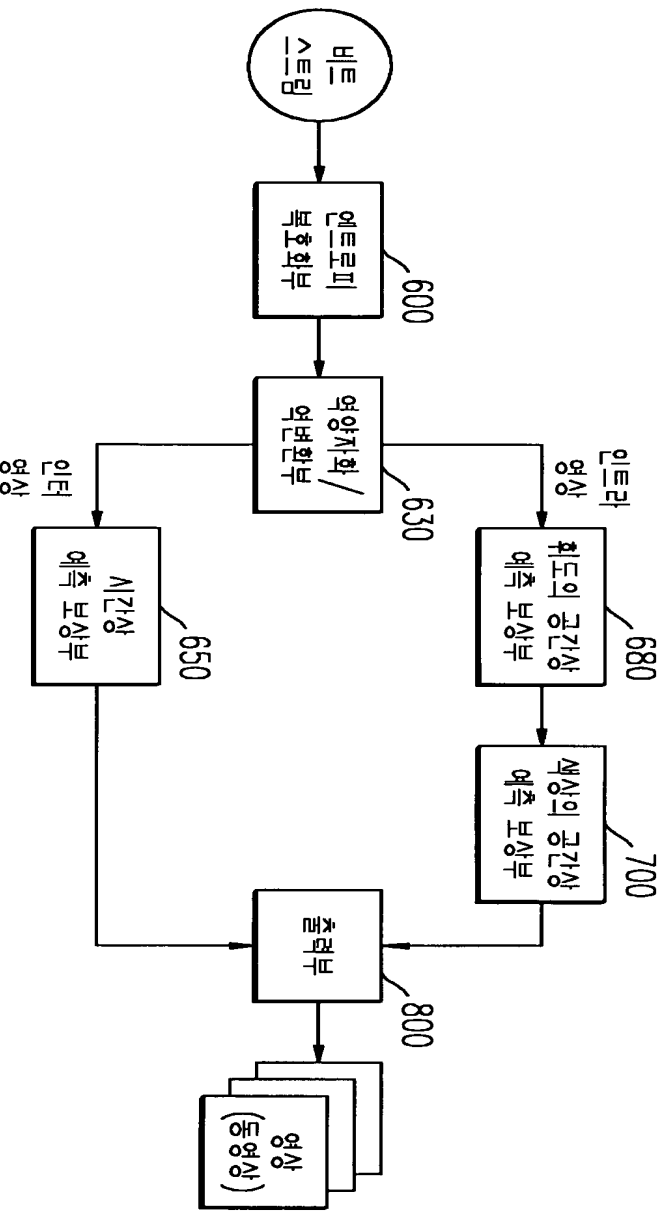 비트
스트림
엔트로피
복호화부
600
역양자화/
역변환부
630
인트라
영상
휘도의 공간상
예측 보상부
680
색상의 공간상
예측 보상부
700
인터
영상
시간상
예측 보상부
650
출력부
800
영상
(동영상)